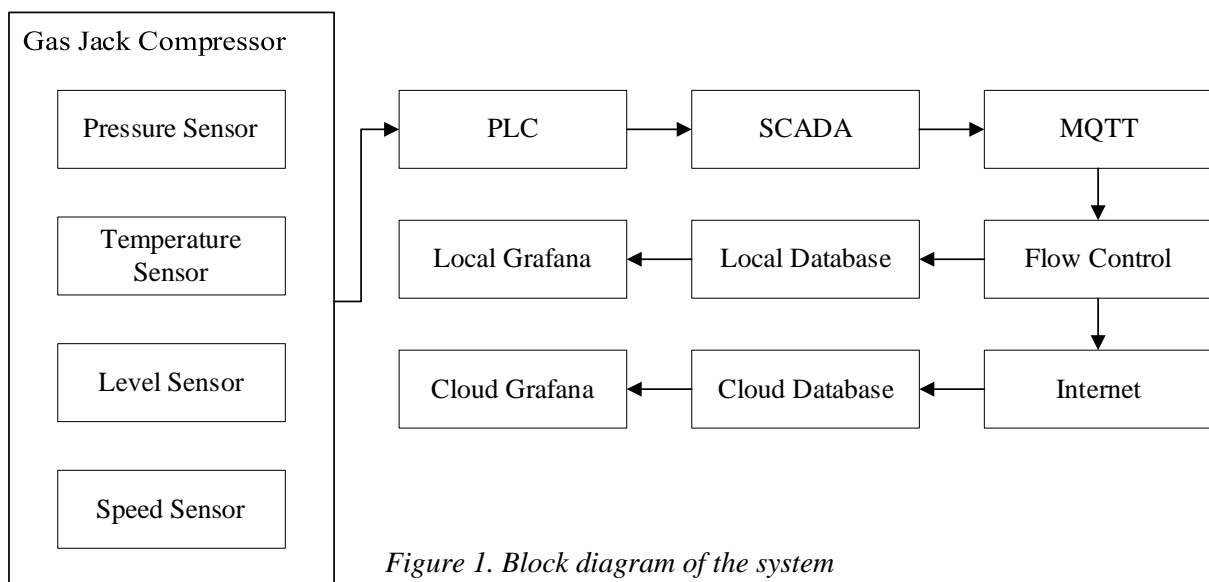 Gas Jack Compressor
Pressure Sensor
Temperature
Sensor
Level Sensor
Speed Sensor
PLC
SCADA
MQTT
Local Grafana
Local Database
Flow Control
Cloud Grafana
Cloud Database
Internet
Figure 1. Block diagram of the system